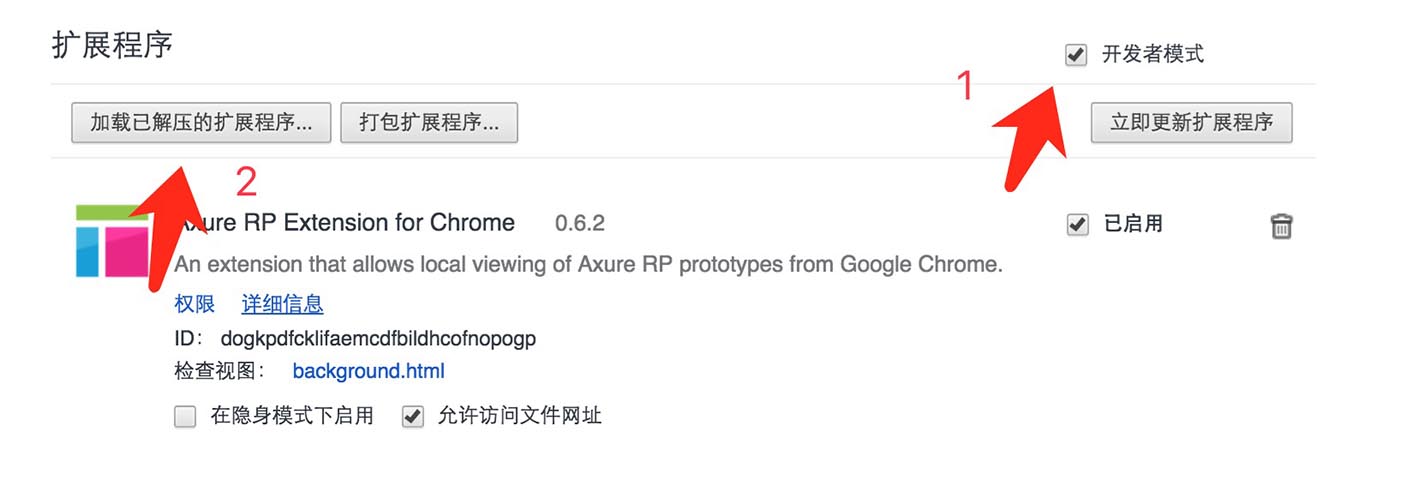 扩展程序
开发者模式
1
加载已解压的扩展程序... 打包扩展程序... 立即更新扩展程序
2
Axure RP Extension for Chrome 0.6.2 已启用
An extension that allows local viewing of Axure RP prototypes from Google Chrome.
权限 详细信息
ID： dogkpdfcklifaemcdfbildhcofnopogp
检查视图： background.html
在隐身模式下启用 允许访问文件网址